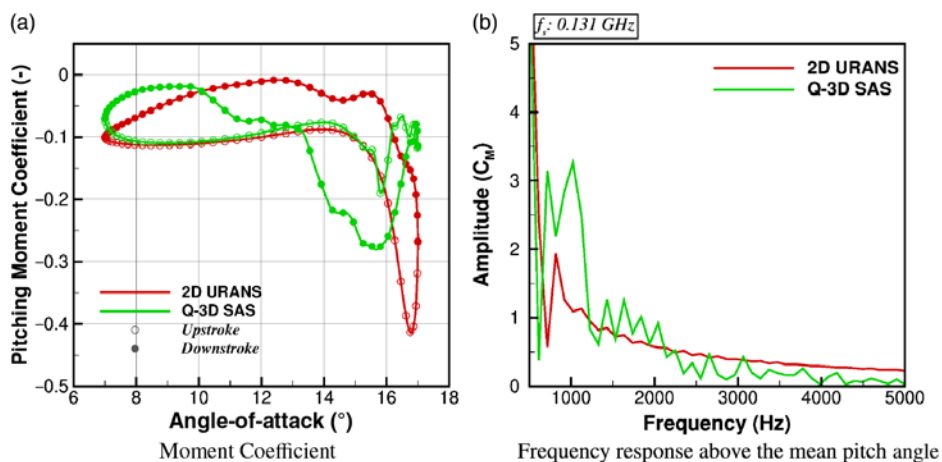 (a)
Pitching Moment Coefficient (-)
0
−0.1
−0.2
−0.3
−0.4
−0.5
2D URANS
Q-3D SAS
Upstroke
Downstroke
6 8 10 12 14 16 18
Angle-of-attack (°)
Moment Coefficient
(b)
fₛ: 0.131 GHz
Amplitude (C_M)
5
4
3
2
1
0
2D URANS
Q-3D SAS
1000 2000 3000 4000 5000
Frequency (Hz)
Frequency response above the mean pitch angle